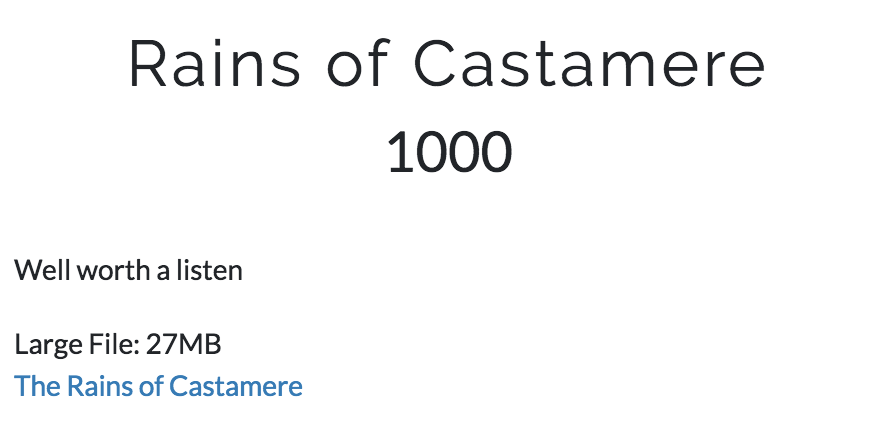 Rains of Castamere
1000
Well worth a listen
Large File: 27MB
The Rains of Castamere